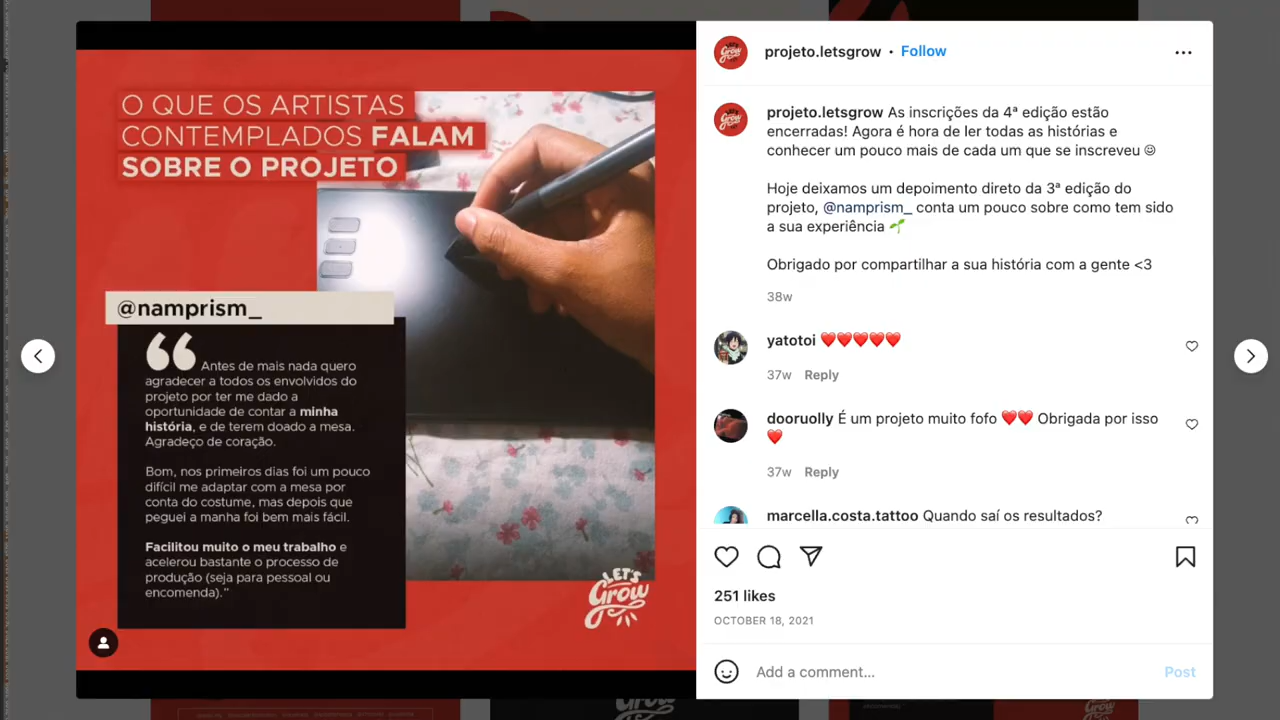 O QUE OS ARTISTAS
CONTEMPLADOS FALAM
SOBRE O PROJETO
@namprism_
Antes de mais nada quero
agradecer a todos os envolvidos do
projeto por ter me dado a
oportunidade de contar a minha
história, e de terem doado a mesa.
Agradeço de coração.
Bom, nos primeiros dias foi um pouco
difícil me adaptar com a mesa por
conta do costume, mas depois que
peguei a manha foi bem mais fácil.
Facilitou muito o meu trabalho e
acelerou bastante o processo de
produção (seja para pessoal ou
encomenda)."
LET'S
Grow
projeto.letsgrow • Follow
projeto.letsgrow As inscrições da 4ª edição estão
encerradas! Agora é hora de ler todas as histórias e
conhecer um pouco mais de cada um que se inscreveu ☺
Hoje deixamos um depoimento direto da 3ª edição do
projeto, @namprism_ conta um pouco sobre como tem sido
a sua experiência 🌱
Obrigado por compartilhar a sua história com a gente <3
38w
yatotoi ❤️❤️❤️❤️❤️
37w Reply
dooruolly É um projeto muito fofo ❤️❤️ Obrigada por isso
❤️
37w Reply
marcella.costa.tattoo Quando saí os resultados?
251 likes
OCTOBER 18, 2021
Add a comment...
Post